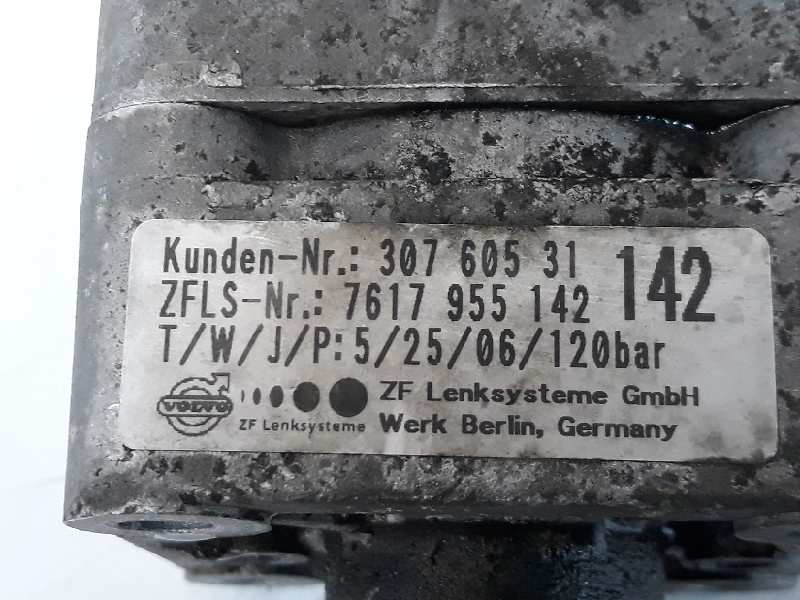 Kunden-Nr.: 307 605 31
ZFLS-Nr.: 7617 955 142
142
T/W/J/P: 5/25/06/120bar
VOLVO
ZF Lenksysteme
ZF Lenksysteme GmbH
Werk Berlin, Germany